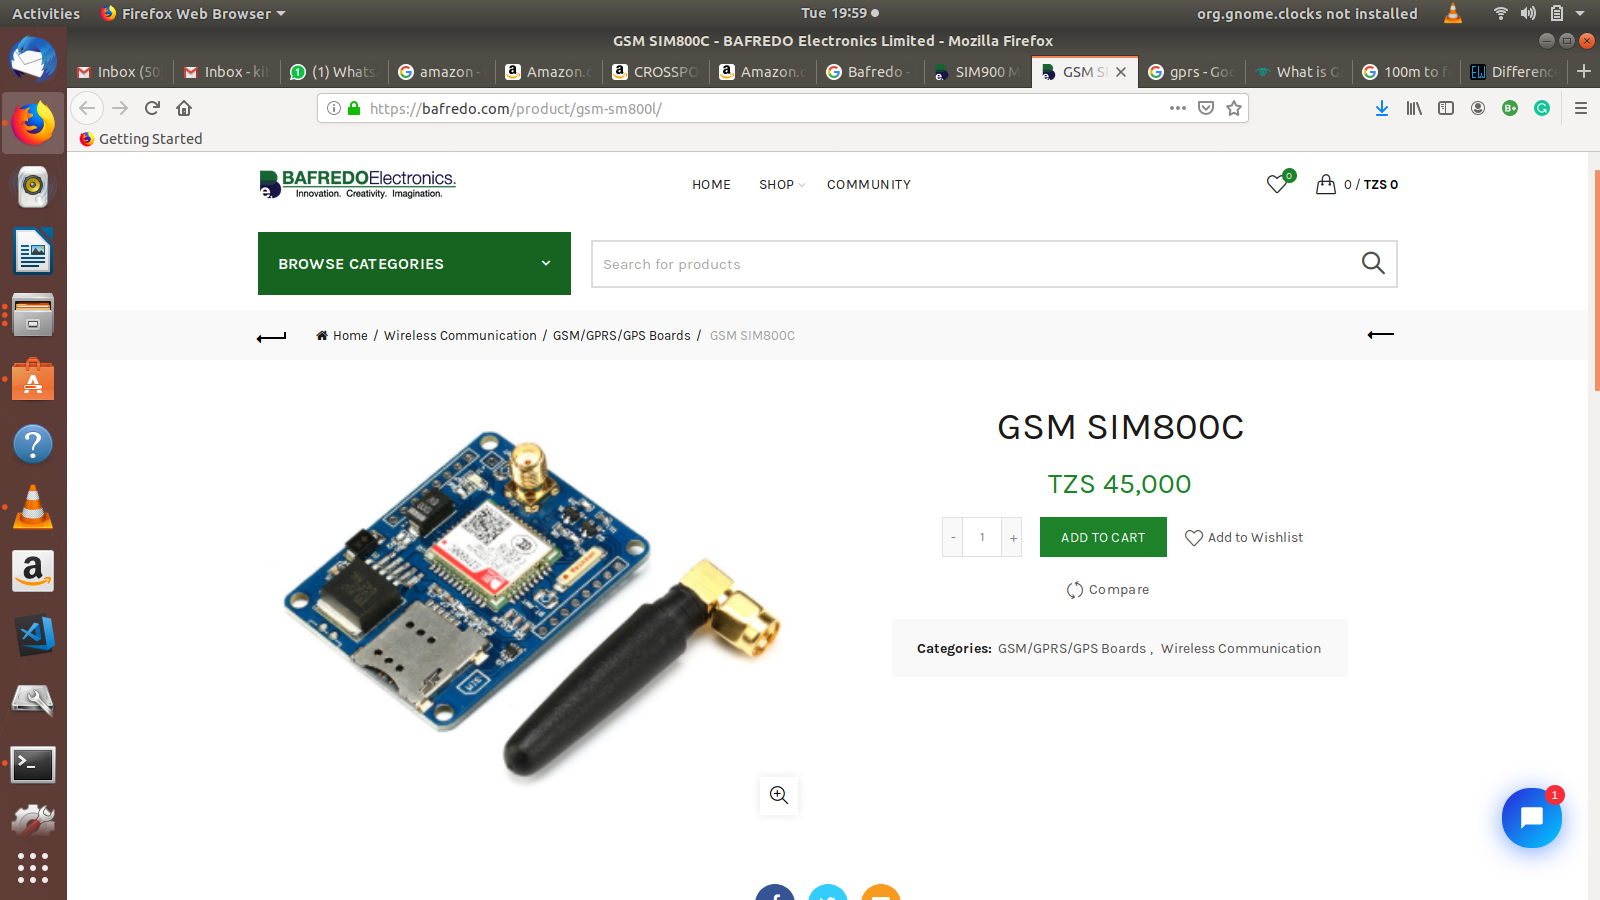 Activities
Firefox Web Browser
Tue 19:59
org.gnome.clocks not installed
GSM SIM800C - BAFREDO Electronics Limited - Mozilla Firefox
Inbox (50
Inbox - ki
(1) Whats
amazon -
Amazon.c
CROSSPO
Amazon.c
Bafredo -
SIM900 M
GSM SI
gprs - Goo
What is G
100m to f
Difference
https://bafredo.com/product/gsm-sm800l/
Getting Started
BAFREDOElectronics.
Innovation. Creativity. Imagination.
HOME
SHOP
COMMUNITY
0
0 / TZS 0
BROWSE CATEGORIES
Search for products
Home / Wireless Communication / GSM/GPRS/GPS Boards / GSM SIM800C
GSM SIM800C
TZS 45,000
- 1 +
ADD TO CART
Add to Wishlist
Compare
Categories: GSM/GPRS/GPS Boards , Wireless Communication
1